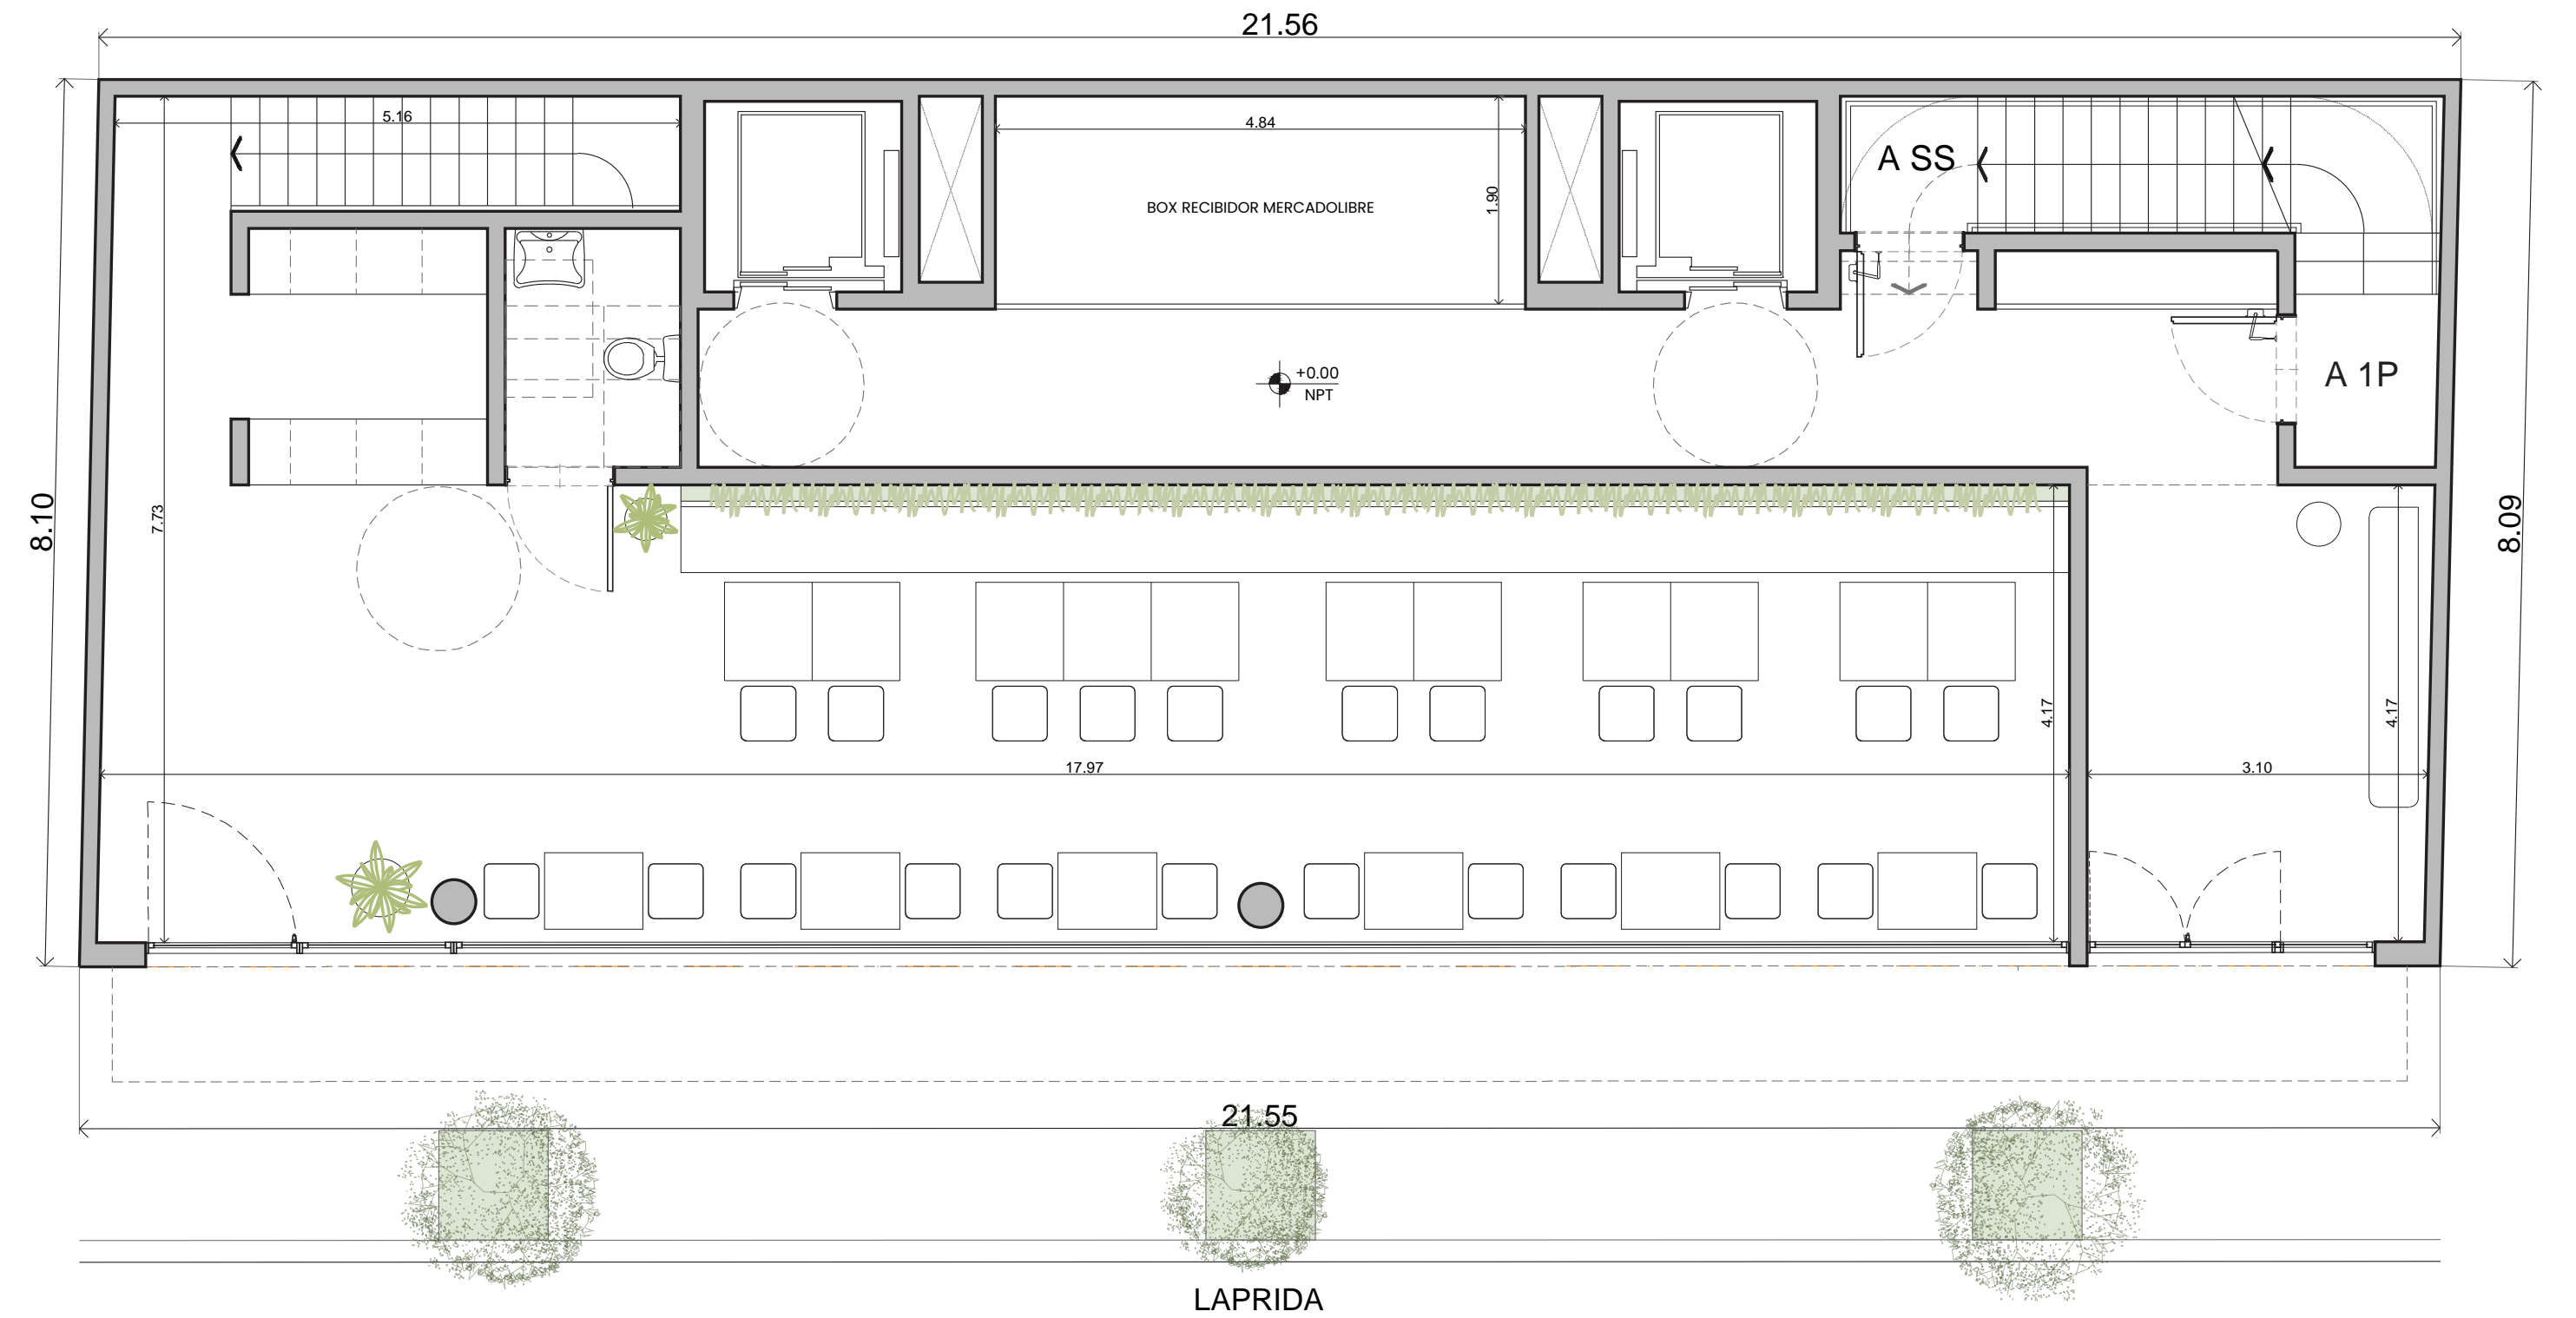 21.56
5.16
4.84
A SS
1.90
BOX RECIBIDOR MERCADOLIBRE
+0.00
NPT
A 1P
8.10
7.73
8.09
4.17
4.17
17.97
3.10
21.55
LAPRIDA